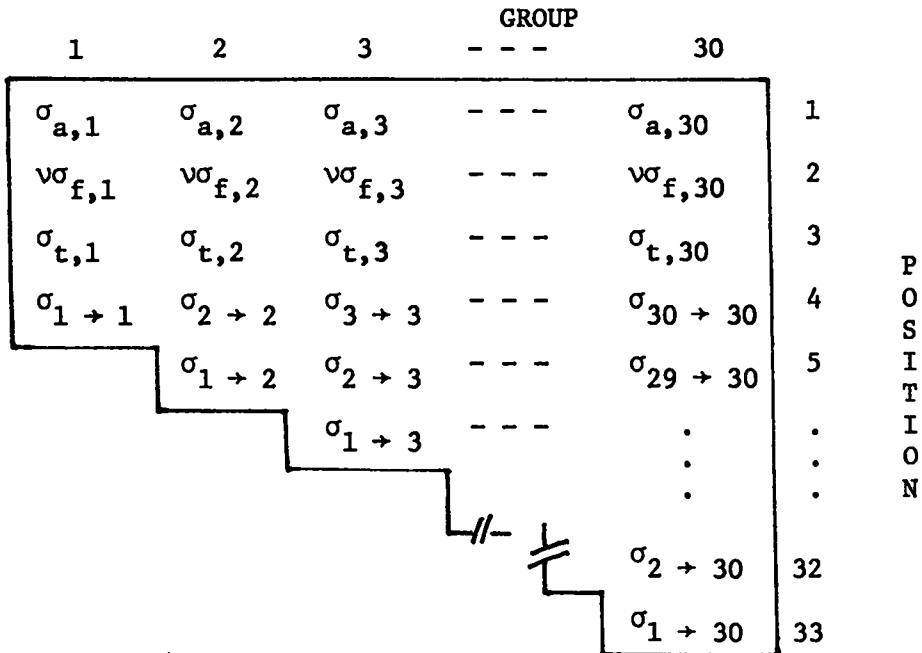 GROUP
1 2 3 - - - 30
σa,1 σa,2 σa,3 - - - σa,30 1
νσf,1 νσf,2 νσf,3 - - - νσf,30 2
σt,1 σt,2 σt,3 - - - σt,30 3
σ1 → 1 σ2 → 2 σ3 → 3 - - - σ30 → 30 4
σ1 → 2 σ2 → 3 - - - σ29 → 30 5
σ1 → 3 - - - . .
. .
. .
σ2 → 30 32
σ1 → 30 33
POSITION